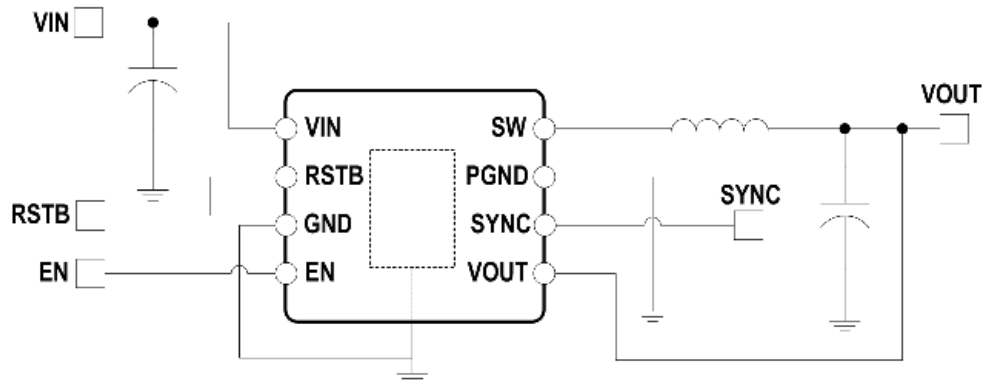 VIN
VOUT
VIN
SW
RSTB
PGND
SYNC
RSTB
GND
SYNC
EN
EN
VOUT